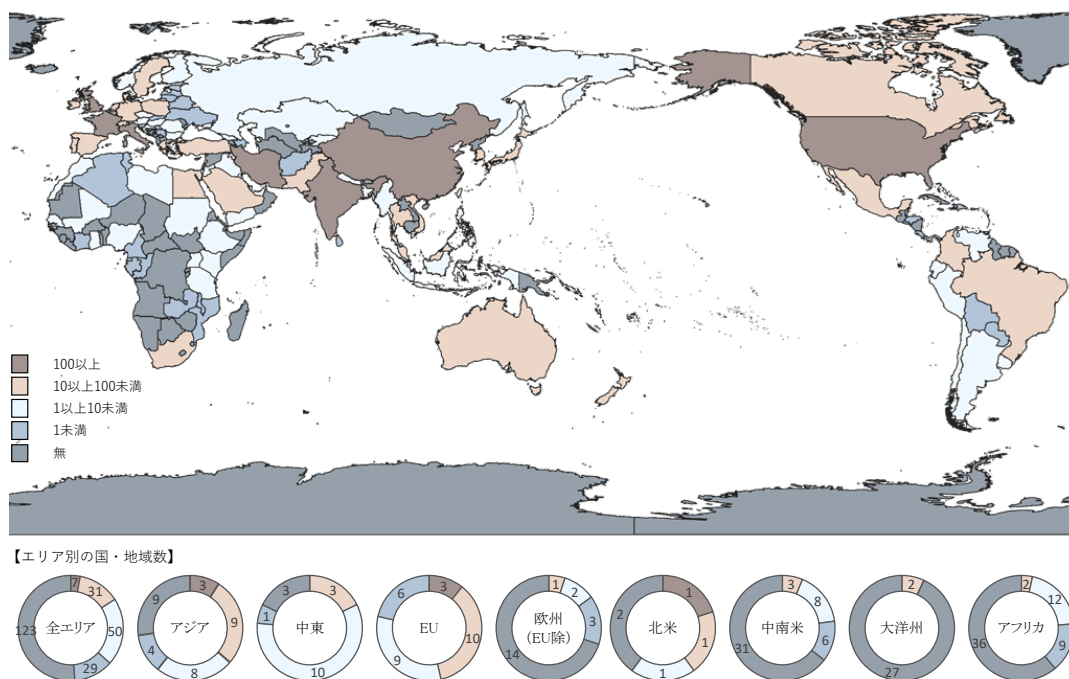 100以上
10以上100未満
1以上10未満
1未満
無
【エリア別の国・地域数】
全エリア
7
31
50
29
123
アジア
3
9
8
4
9
中東
3
10
1
3
EU
3
10
9
6
欧州
(EU除)
1
2
3
14
北米
1
1
1
2
中南米
3
8
6
31
大洋州
2
27
アフリカ
2
12
9
36